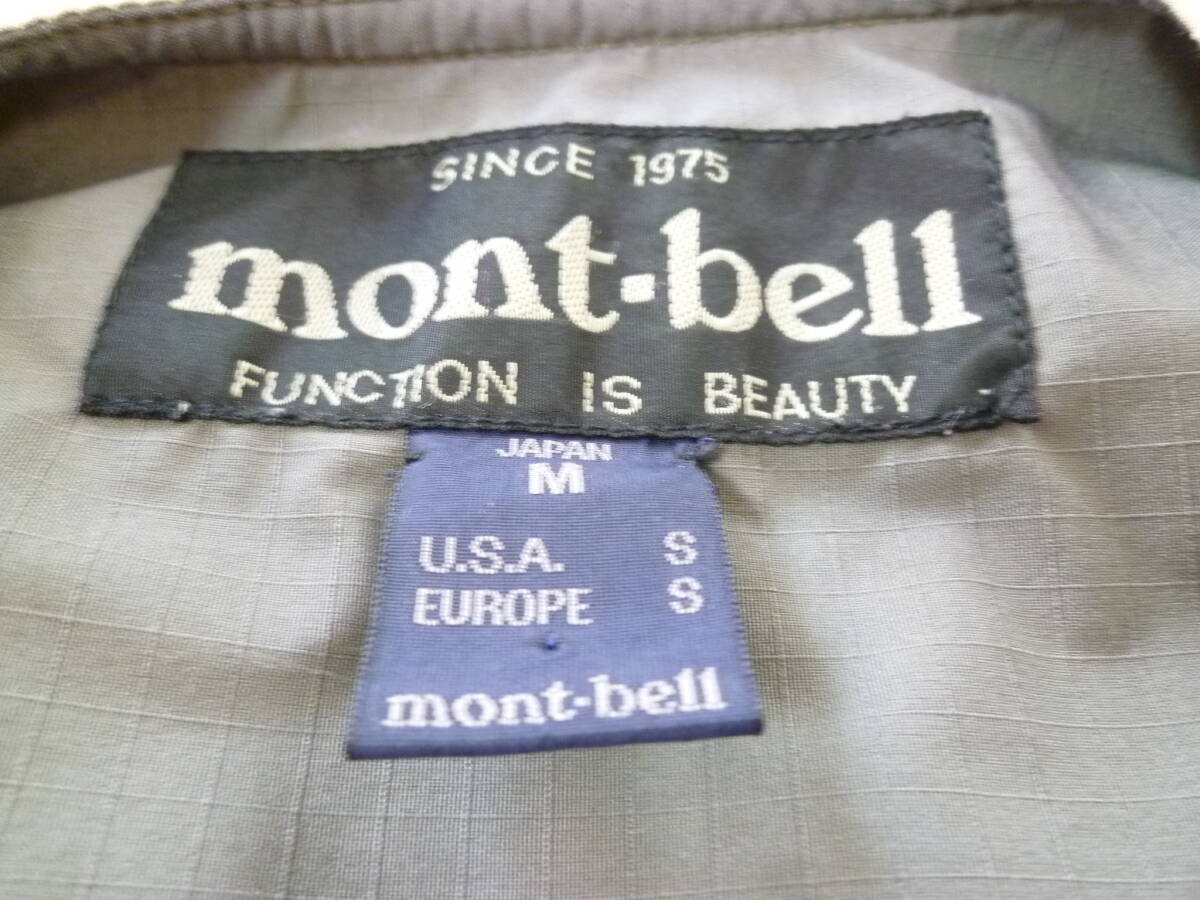 SINCE 1975
mont-bell
FUNCTION IS BEAUTY
JAPAN
M
U.S.A. S
EUROPE S
mont-bell